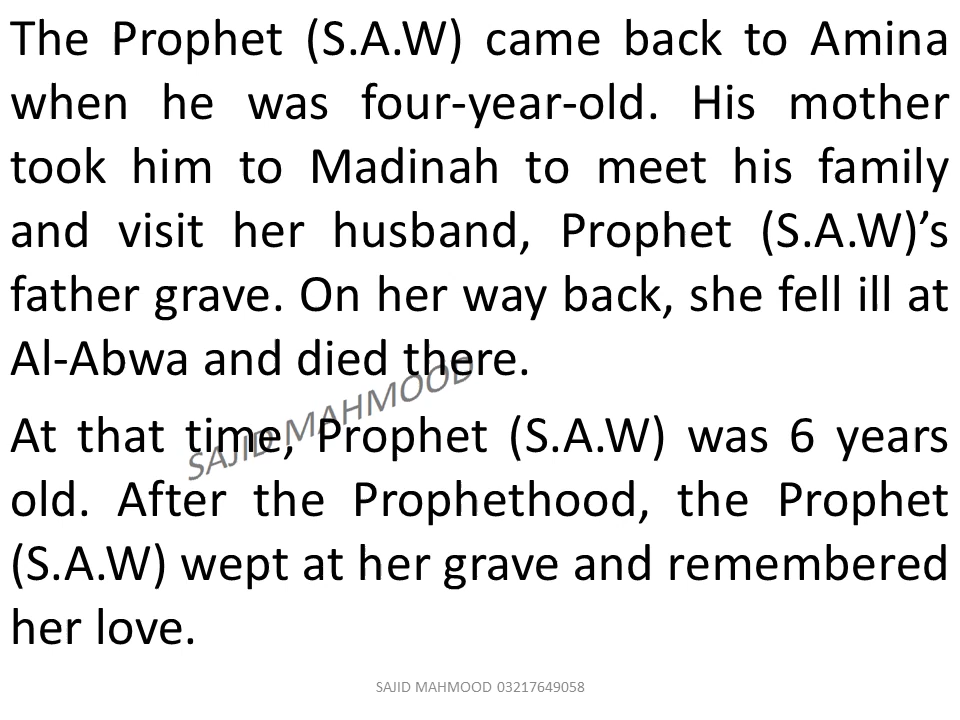 The Prophet (S.A.W) came back to Amina
when he was four-year-old. His mother
took him to Madinah to meet his family
and visit her husband, Prophet (S.A.W)’s
father grave. On her way back, she fell ill at
Al-Abwa and died there.
SAJID MAHMOOD
At that time, Prophet (S.A.W) was 6 years
old. After the Prophethood, the Prophet
(S.A.W) wept at her grave and remembered
her love.
SAJID MAHMOOD 03217649058